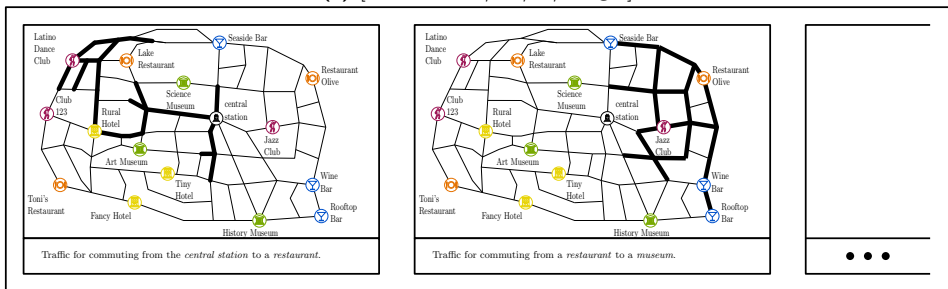 Latino
Dance
Club
Lake
Restaurant
Seaside Bar
Restaurant
Olive
Science
Museum
central
station
Club
123
Rural
Hotel
Jazz
Club
Art Museum
Tiny
Hotel
Wine
Bar
Toni's
Restaurant
Fancy Hotel
Rooftop
Bar
History Museum
Traffic for commuting from the central station to a restaurant.
Latino
Dance
Club
Lake
Restaurant
Seaside Bar
Restaurant
Olive
Science
Museum
central
station
Club
123
Rural
Hotel
Jazz
Club
Art Museum
Tiny
Hotel
Wine
Bar
Toni's
Restaurant
Fancy Hotel
Rooftop
Bar
History Museum
Traffic for commuting from a restaurant to a museum.